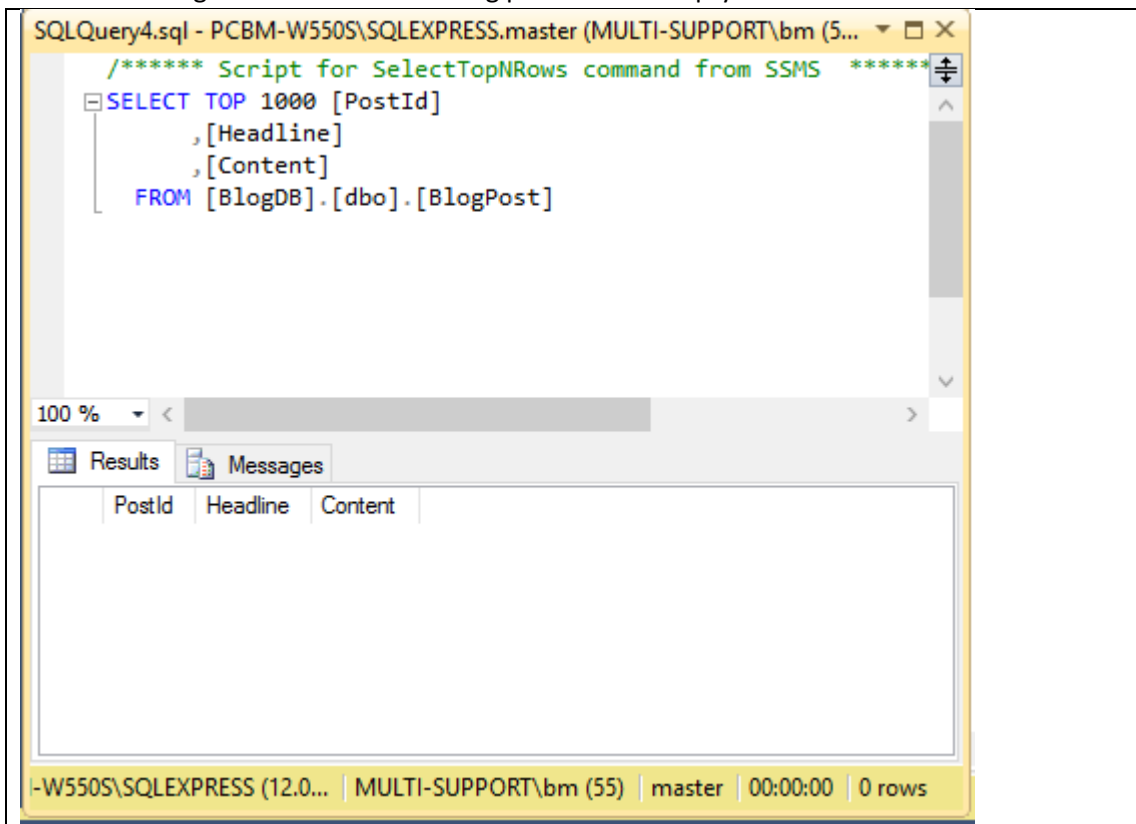 SQLQuery4.sql - PCBM-W550S\SQLEXPRESS.master (MULTI-SUPPORT\bm (5...
/****** Script for SelectTopNRows command from SSMS ******
SELECT TOP 1000 [PostId]
,[Headline]
,[Content]
FROM [BlogDB].[dbo].[BlogPost]
100 %
Results Messages
PostId Headline Content
-W550S\SQLEXPRESS (12.0... MULTI-SUPPORT\bm (55) master 00:00:00 0 rows